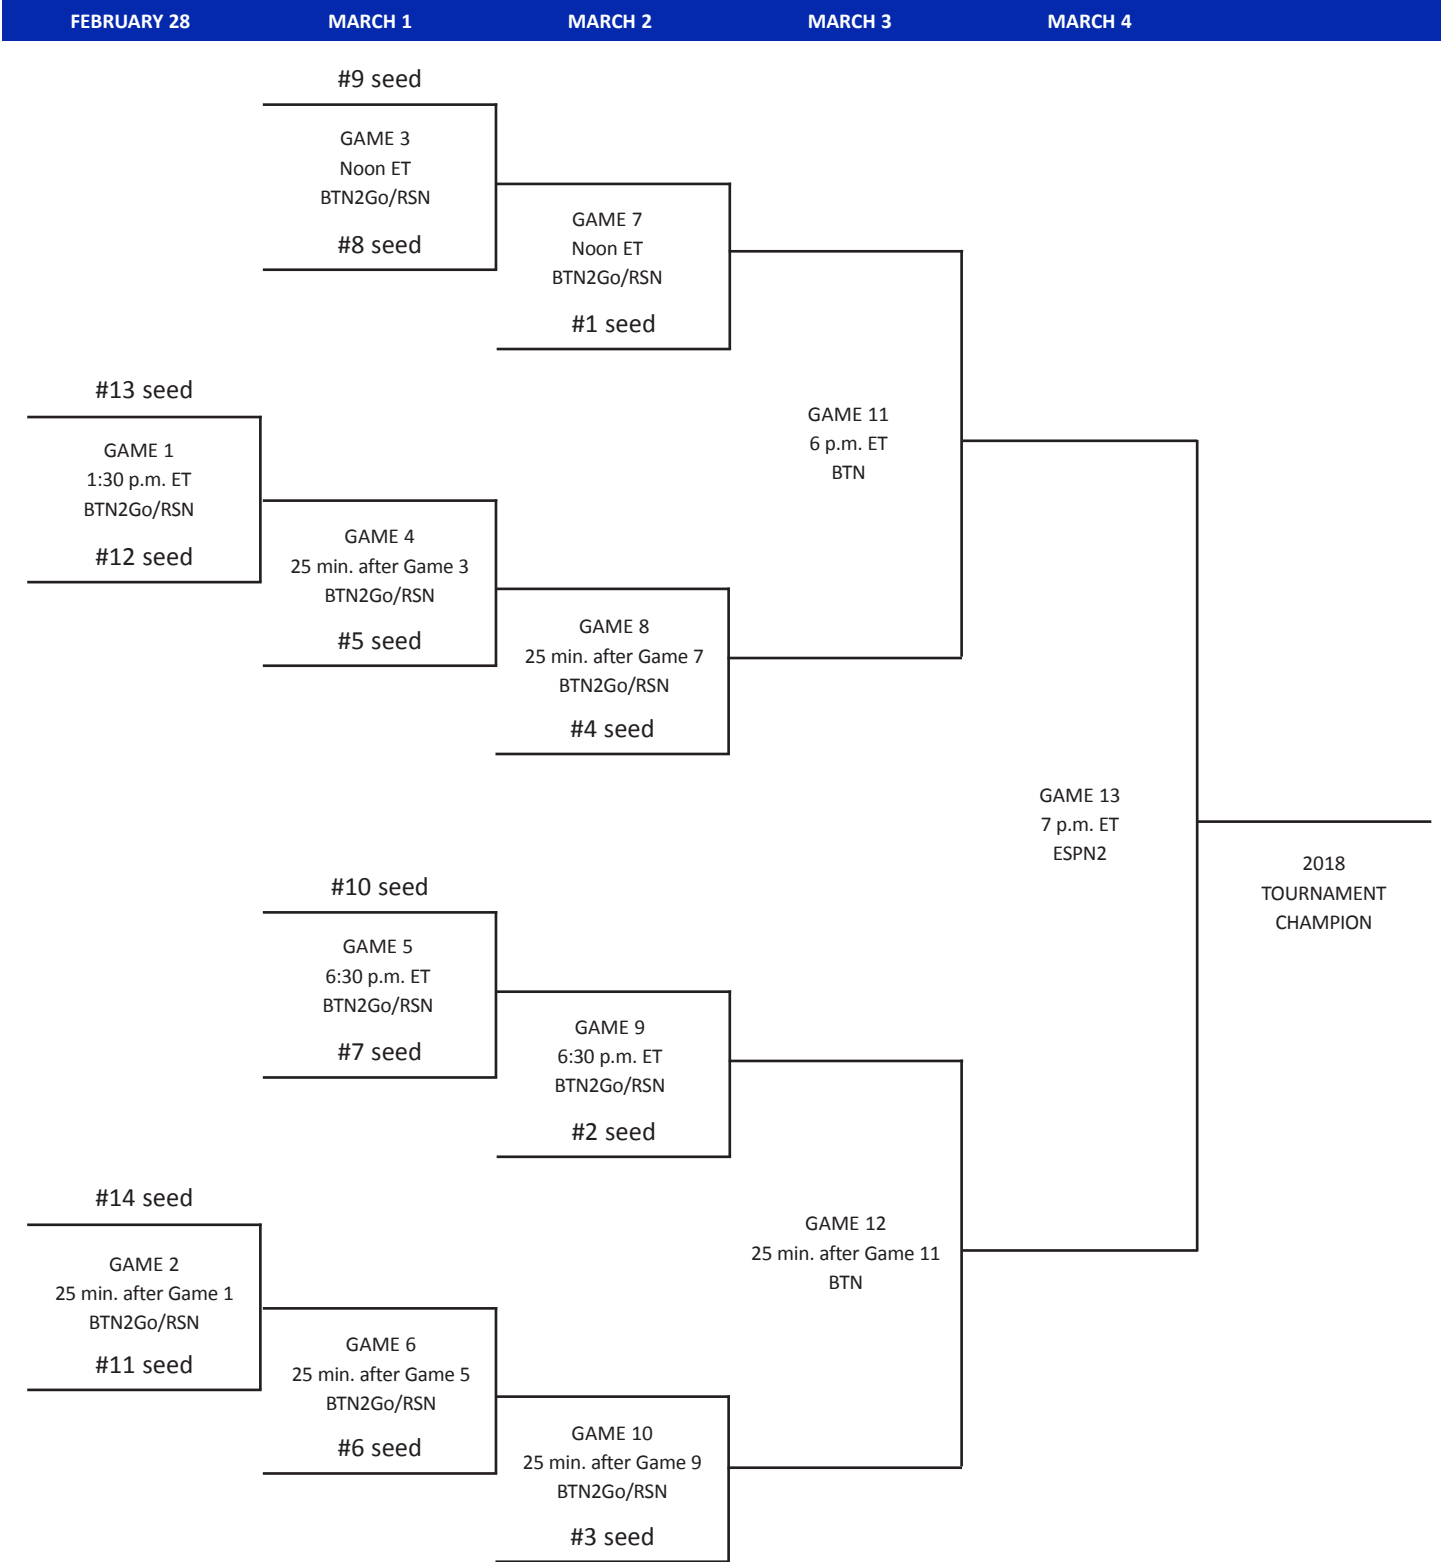 FEBRUARY 28
MARCH 1
MARCH 2
MARCH 3
MARCH 4
#9 seed
GAME 3
Noon ET
BTN2Go/RSN
#8 seed
GAME 7
Noon ET
BTN2Go/RSN
#1 seed
#13 seed
GAME 1
1:30 p.m. ET
BTN2Go/RSN
#12 seed
GAME 4
25 min. after Game 3
BTN2Go/RSN
#5 seed
GAME 8
25 min. after Game 7
BTN2Go/RSN
#4 seed
GAME 11
6 p.m. ET
BTN
GAME 13
7 p.m. ET
ESPN2
2018
TOURNAMENT
CHAMPION
#10 seed
GAME 5
6:30 p.m. ET
BTN2Go/RSN
#7 seed
GAME 9
6:30 p.m. ET
BTN2Go/RSN
#2 seed
#14 seed
GAME 2
25 min. after Game 1
BTN2Go/RSN
#11 seed
GAME 6
25 min. after Game 5
BTN2Go/RSN
#6 seed
GAME 10
25 min. after Game 9
BTN2Go/RSN
#3 seed
GAME 12
25 min. after Game 11
BTN